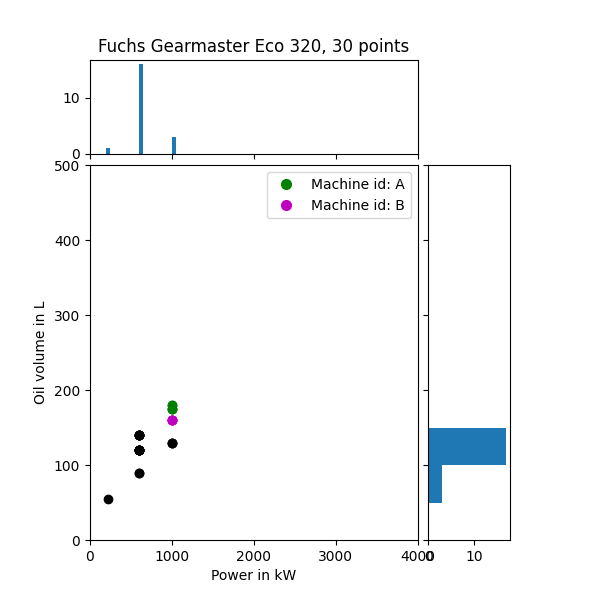 Fuchs Gearmaster Eco 320, 30 points
10
0
500
400
300
200
100
0
Oil volume in L
Machine id: A
Machine id: B
0 1000 2000 3000 4000
0 10
Power in kW